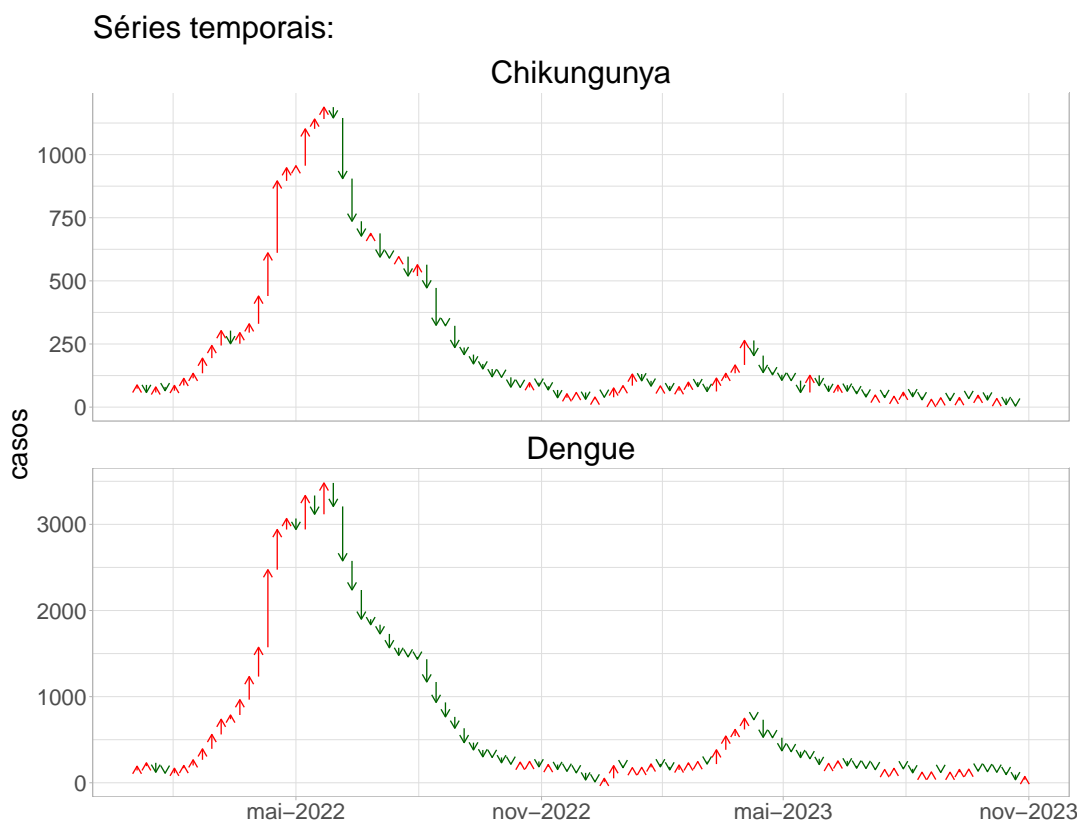 Séries temporais:
Chikungunya
1000
750
500
250
0
casos
Dengue
3000
2000
1000
0
mai−2022 nov−2022 mai−2023 nov−2023